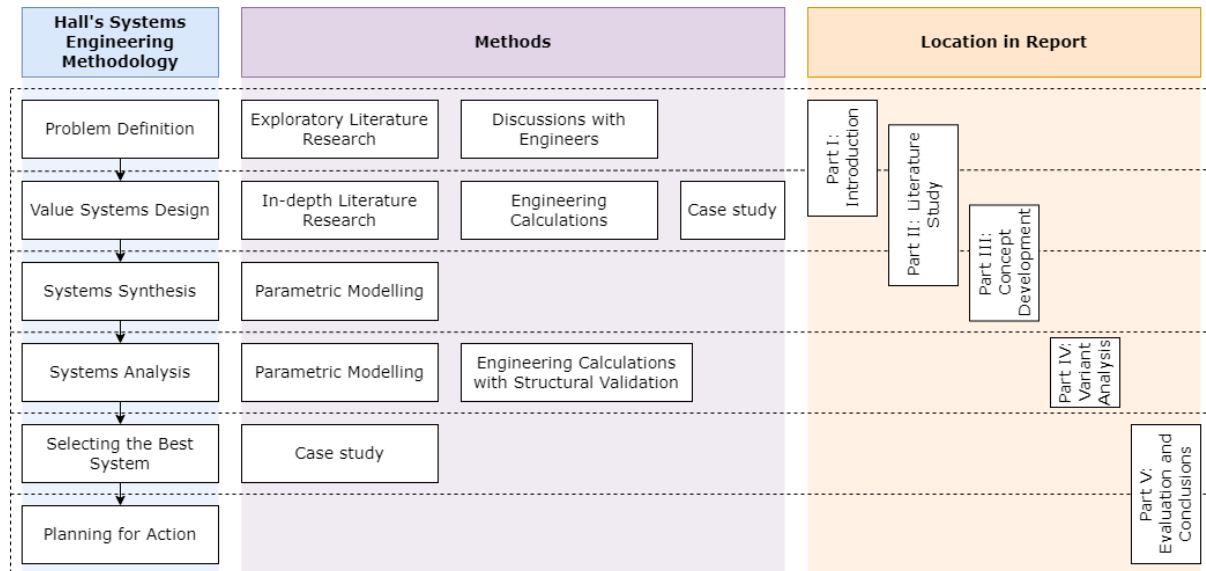 Hall's Systems
Engineering
Methodology
Methods
Location in Report
Problem Definition
Exploratory Literature
Research
Discussions with
Engineers
Part I:
Introduction
Part II: Literature
Study
Value Systems Design
In-depth Literature
Research
Engineering
Calculations
Case study
Part III:
Concept
Development
Systems Synthesis
Parametric Modelling
Systems Analysis
Parametric Modelling
Engineering Calculations
with Structural Validation
Part IV:
Variant
Analysis
Selecting the Best
System
Case study
Part V:
Evaluation and
Conclusions
Planning for Action